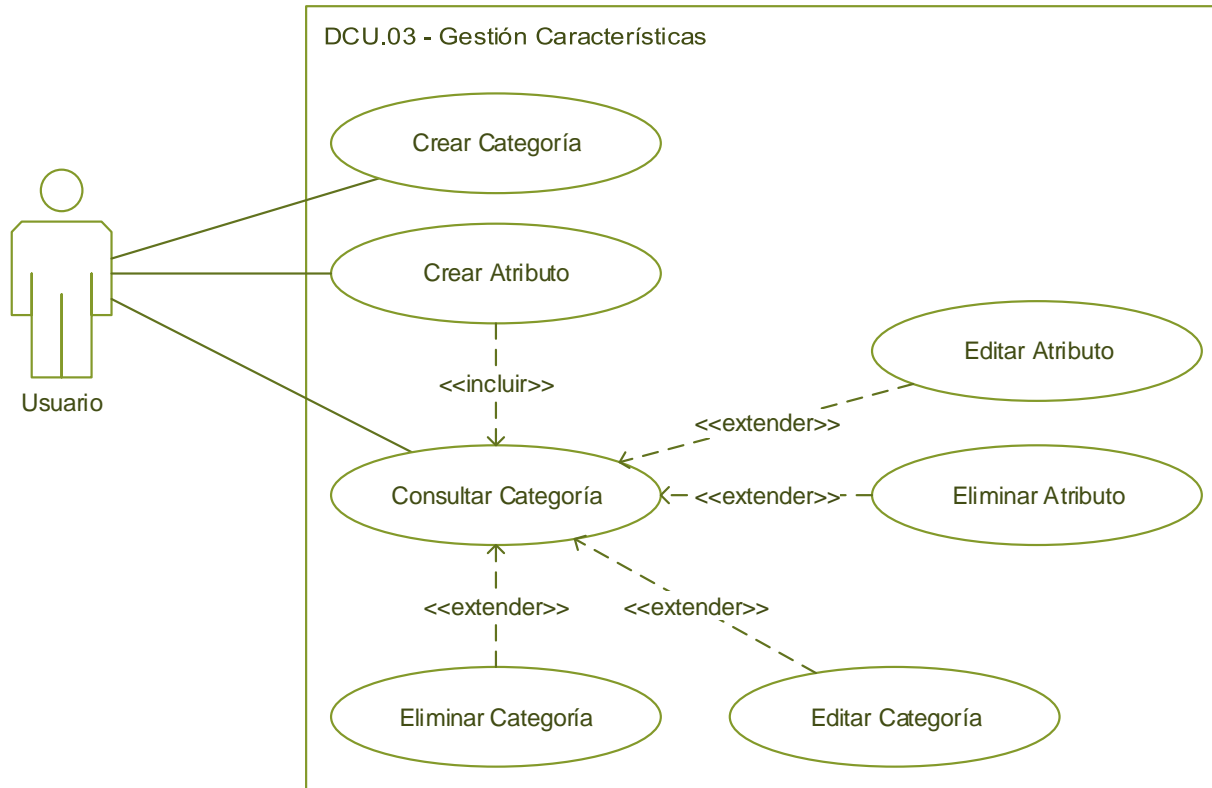 DCU.03 - Gestión Características
Crear Categoría
Crear Atributo
Usuario
<<incluir>>
Editar Atributo
<<extender>>
Consultar Categoría
<<extender>>
Eliminar Atributo
<<extender>>
<<extender>>
Eliminar Categoría
Editar Categoría